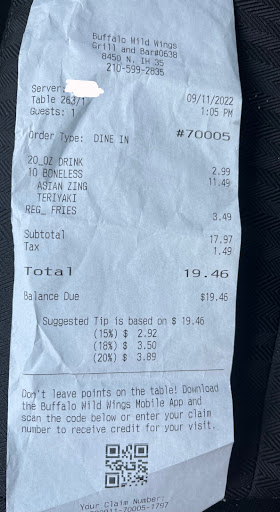 Buffalo Wild Wings
Grill and Bar#0638
8450 N. IH 35
210-599-2835
Server:
Table 263/1 09/11/2022
Guests: 1 1:05 PM
Order Type: DINE IN #70005
20_OZ DRINK 2.99
10 BONELESS 11.49
ASIAN ZING
TERIYAKI
REG_ FRIES 3.49
Subtotal 17.97
Tax 1.49
Total 19.46
Balance Due $19.46
Suggested Tip is based on $ 19.46
(15%) $ 2.92
(18%) $ 3.50
(20%) $ 3.89
Don't leave points on the table! Download
the Buffalo Wild Wings Mobile App and
scan the code below or enter your claim
number to receive credit for your visit.
Your Claim Number: